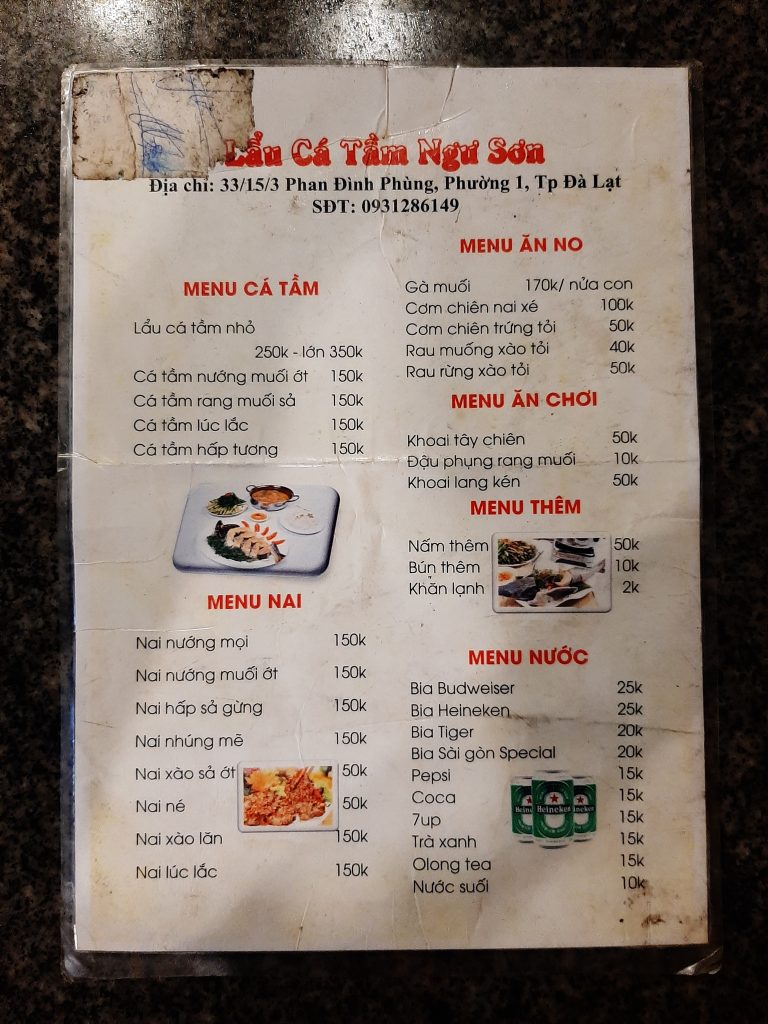 Lẩu Cá Tầm Ngư Sơn
Địa chỉ: 33/15/3 Phan Đình Phùng, Phường 1, Tp Đà Lạt
SĐT: 0931286149
MENU CÁ TẦM
Lẩu cá tầm nhỏ
250k - lớn 350k
Cá tầm nướng muối ớt 150k
Cá tầm rang muối sả 150k
Cá tầm lúc lắc 150k
Cá tầm hấp tương 150k
MENU NAI
Nai nướng mọi 150k
Nai nướng muối ớt 150k
Nai hấp sả gừng 150k
Nai nhúng mẽ 150k
Nai xào sả ớt 50k
Nai né 50k
Nai xào lăn 150k
Nai lúc lắc 150k
MENU ĂN NO
Gà muối 170k/ nửa con
Cơm chiên nai xé 100k
Cơm chiên trứng tỏi 50k
Rau muống xào tỏi 40k
Rau rừng xào tỏi 50k
MENU ĂN CHƠI
Khoai tây chiên 50k
Đậu phụng rang muối 10k
Khoai lang kén 50k
MENU THÊM
Nấm thêm 50k
Bún thêm 10k
Khăn lạnh 2k
MENU NƯỚC
Bia Budweiser 25k
Bia Heineken 25k
Bia Tiger 20k
Bia Sài gòn Special 20k
Pepsi 15k
Coca 15k
7up 15k
Trà xanh 15k
Olong tea 15k
Nước suối 10k
Heineken